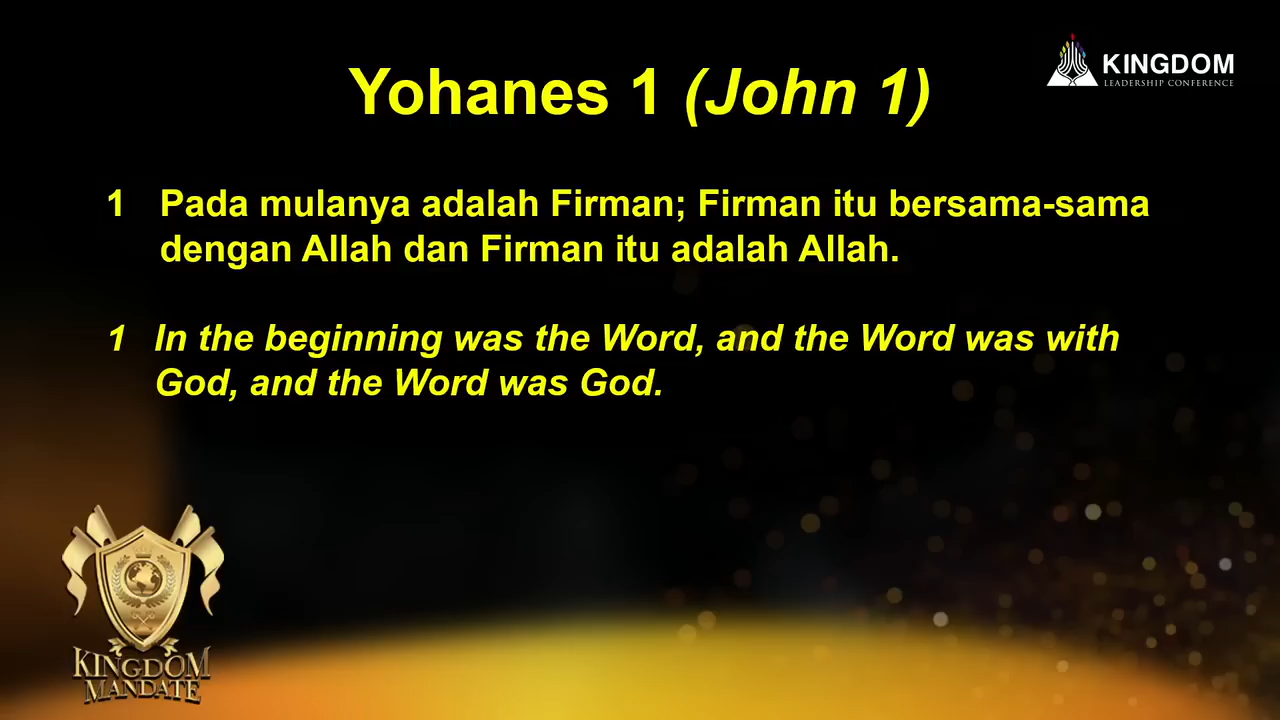 Yohanes 1 (John 1)
KINGDOM
LEADERSHIP CONFERENCE
1 Pada mulanya adalah Firman; Firman itu bersama-sama
dengan Allah dan Firman itu adalah Allah.
1 In the beginning was the Word, and the Word was with
God, and the Word was God.
KINGDOM
MANDATE